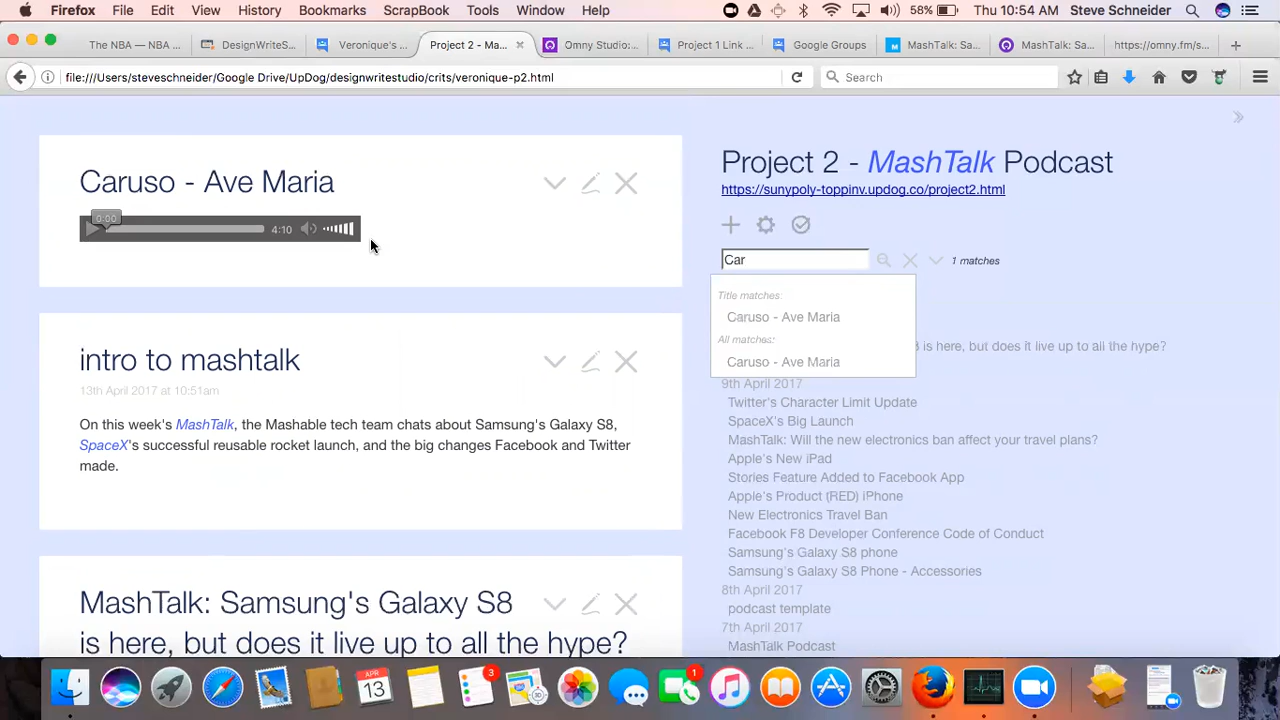 Firefox File Edit View History Bookmarks ScrapBook Tools Window Help 58% Thu 10:54 AM Steve Schneider
The NBA — NBA ... DesignWriteS... Veronique's ... Project 2 - Ma... Omny Studio:... Project 1 Link ... Google Groups MashTalk: Sa... MashTalk: Sa... https://omny.fm/s...
file:///Users/steveschneider/Google Drive/UpDog/designwritestudio/crits/veronique-p2.html Search
Caruso - Ave Maria
0:00
4:10
intro to mashtalk
13th April 2017 at 10:51am
On this week's MashTalk, the Mashable tech team chats about Samsung's Galaxy S8,
SpaceX's successful reusable rocket launch, and the big changes Facebook and Twitter
made.
MashTalk: Samsung's Galaxy S8
is here, but does it live up to all the hype?
Project 2 - MashTalk Podcast
https://sunypoly-toppinv.updog.co/project2.html
Car 1 matches
Title matches:
Caruso - Ave Maria
All matches:
8 is here, but does it live up to all the hype?
Caruso - Ave Maria
9th April 2017
Twitter's Character Limit Update
SpaceX's Big Launch
MashTalk: Will the new electronics ban affect your travel plans?
Apple's New iPad
Stories Feature Added to Facebook App
Apple's Product (RED) iPhone
New Electronics Travel Ban
Facebook F8 Developer Conference Code of Conduct
Samsung's Galaxy S8 phone
Samsung's Galaxy S8 Phone - Accessories
8th April 2017
podcast template
7th April 2017
MashTalk Podcast
APR
13
3
1